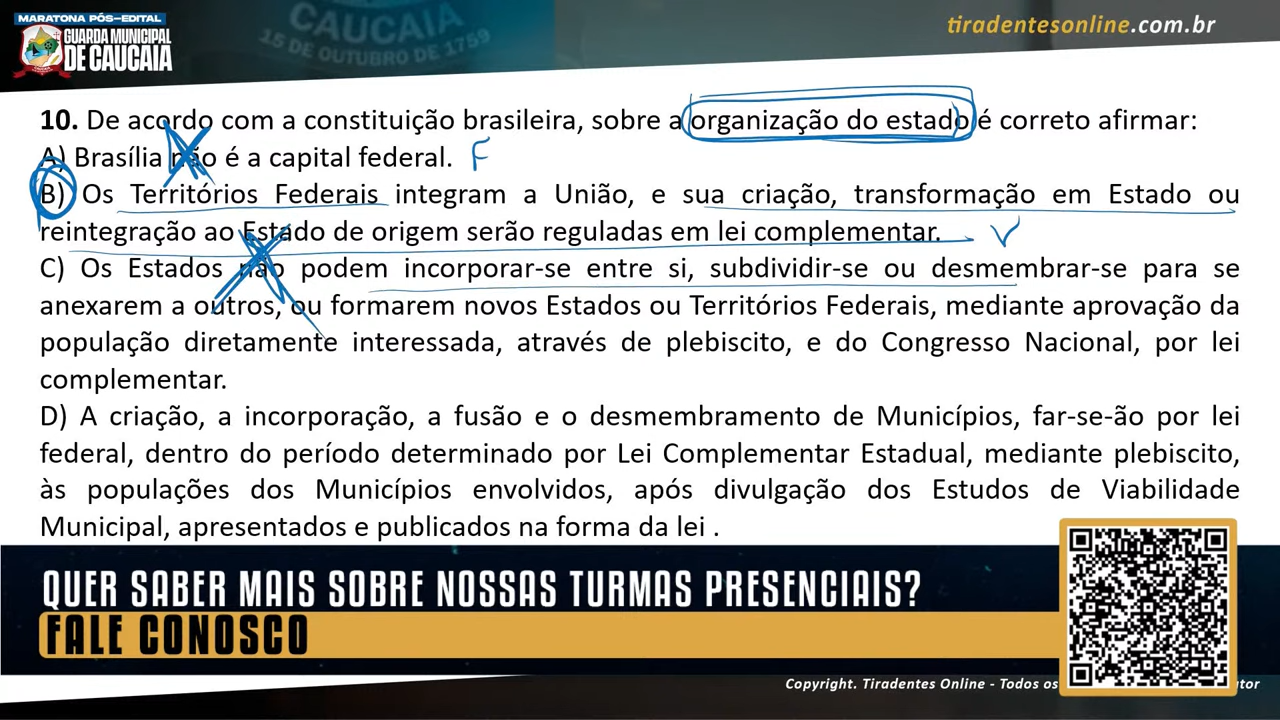 MARATONA PÓS-EDITAL
GUARDA MUNICIPAL
DE CAUCAIA
CAUCAIA
15 DE OUTUBRO DE 1759
tiradentesonline.com.br
10. De acordo com a constituição brasileira, sobre a organização do estado é correto afirmar:
A) Brasília não é a capital federal. F
B) Os Territórios Federais integram a União, e sua criação, transformação em Estado ou
reintegração ao Estado de origem serão reguladas em lei complementar. V
C) Os Estados não podem incorporar-se entre si, subdividir-se ou desmembrar-se para se
anexarem a outros, ou formarem novos Estados ou Territórios Federais, mediante aprovação da
população diretamente interessada, através de plebiscito, e do Congresso Nacional, por lei
complementar.
D) A criação, a incorporação, a fusão e o desmembramento de Municípios, far-se-ão por lei
federal, dentro do período determinado por Lei Complementar Estadual, mediante plebiscito,
às populações dos Municípios envolvidos, após divulgação dos Estudos de Viabilidade
Municipal, apresentados e publicados na forma da lei .
QUER SABER MAIS SOBRE NOSSAS TURMAS PRESENCIAIS?
FALE CONOSCO
Copyright. Tiradentes Online - Todos os